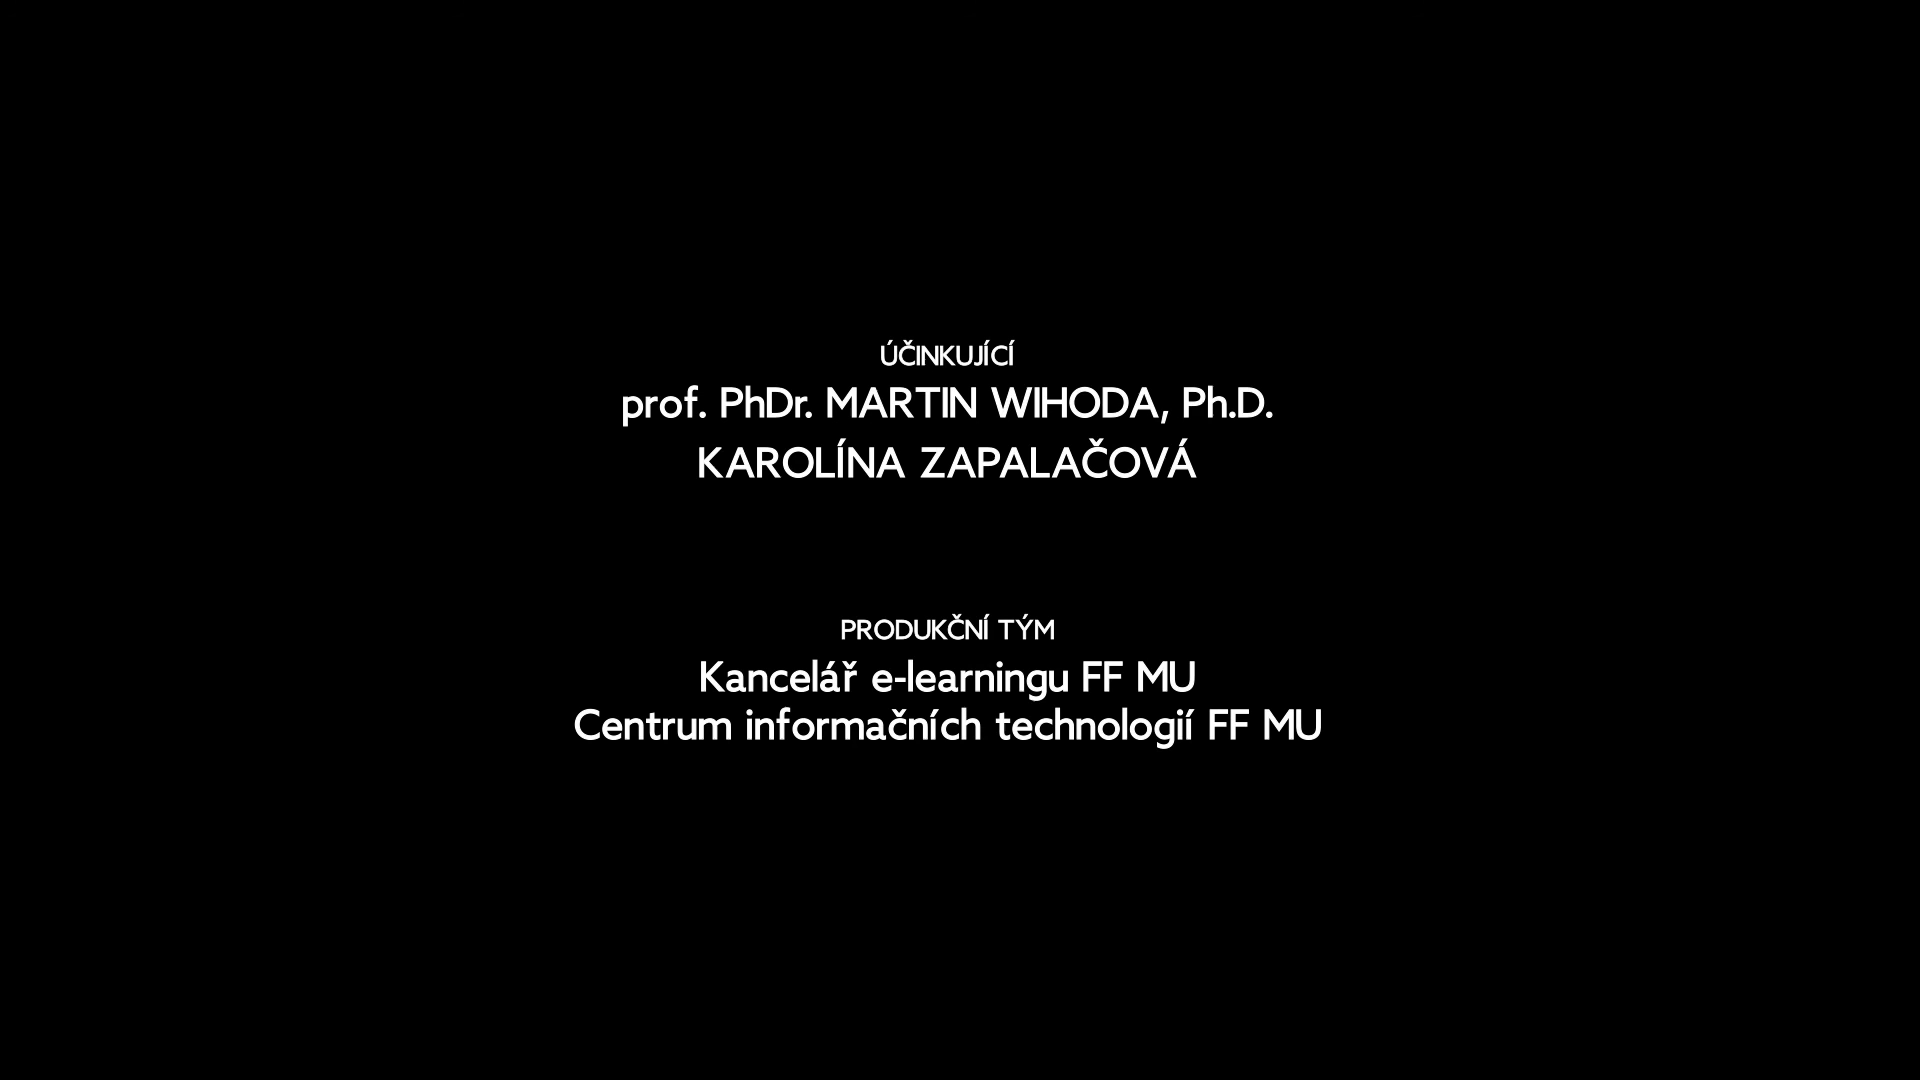 ÚČINKUJÍCÍ
prof. PhDr. MARTIN WIHODA, Ph.D.
KAROLÍNA ZAPALAČOVÁ
PRODUKČNÍ TÝM
Kancelář e-learningu FF MU
Centrum informačních technologií FF MU